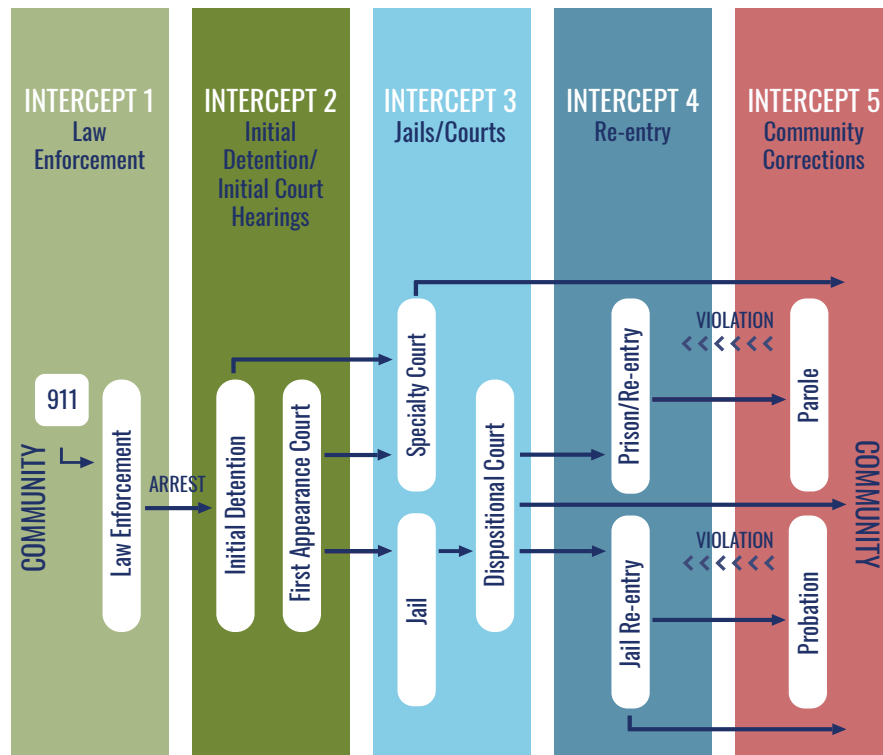 INTERCEPT 1
Law
Enforcement
INTERCEPT 2
Initial
Detention/
Initial Court
Hearings
INTERCEPT 3
Jails/Courts
INTERCEPT 4
Re-entry
INTERCEPT 5
Community
Corrections
COMMUNITY
911
Law Enforcement
ARREST
Initial Detention
First Appearance Court
Specialty Court
Jail
Dispositional Court
Prison/Re-entry
Jail Re-entry
VIOLATION
VIOLATION
Parole
Probation
COMMUNITY